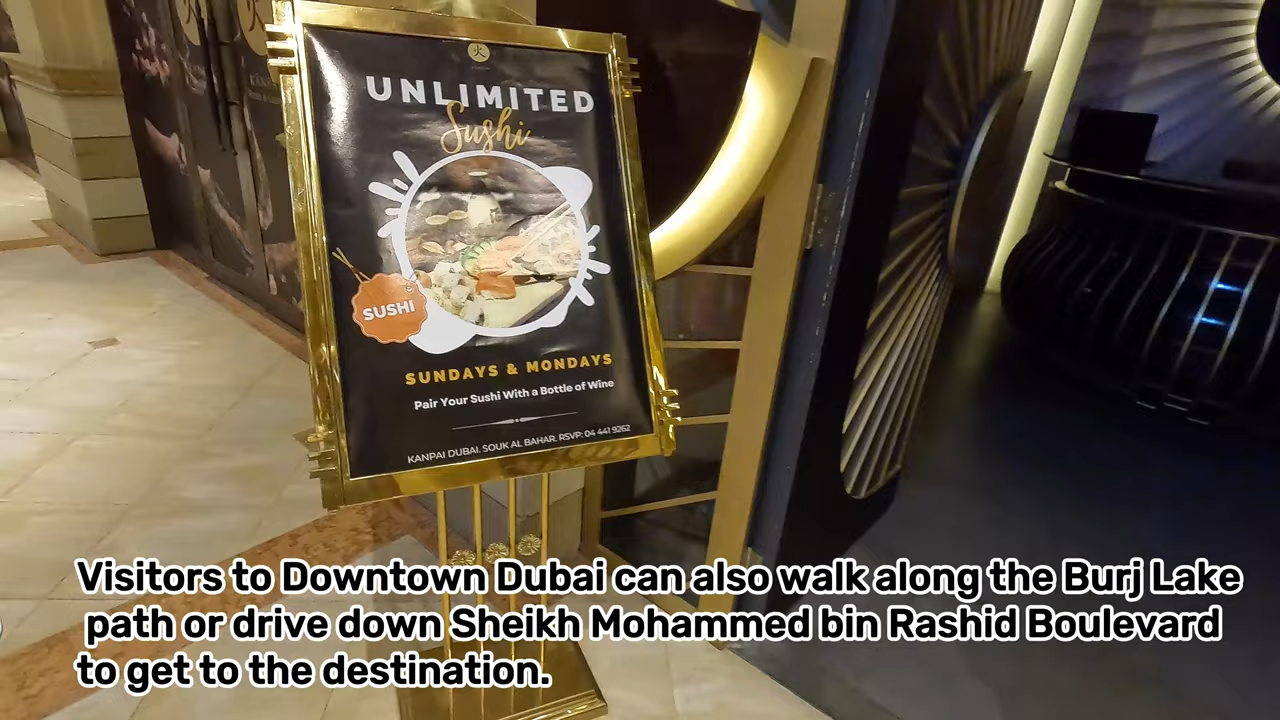 火
UNLIMITED
Sushi
SUSHI
SUNDAYS & MONDAYS
Pair Your Sushi With a Bottle of Wine
KANPAI DUBAI. SOUK AL BAHAR. RSVP: 04 441 9262
Visitors to Downtown Dubai can also walk along the Burj Lake
path or drive down Sheikh Mohammed bin Rashid Boulevard
to get to the destination.